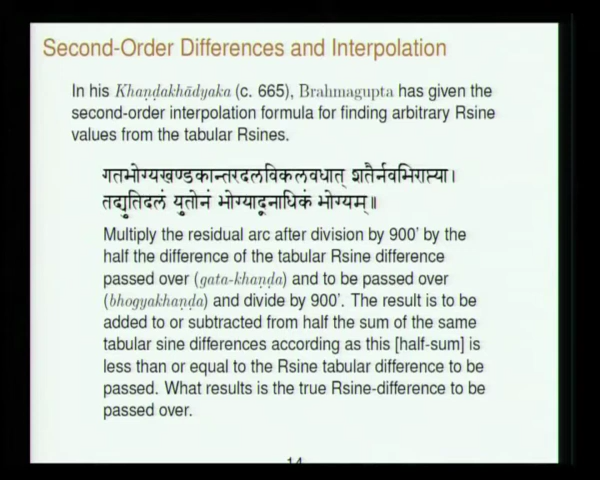 Second-Order Differences and Interpolation
In his Khaṇḍakhādyaka (c. 665), Brahmagupta has given the
second-order interpolation formula for finding arbitrary Rsine
values from the tabular Rsines.
गतभोग्यखण्डकान्तरदलविकलवधात् शतैर्नवभिराप्त्या।
तद्युतिदलं युतोनं भोग्यादूनाधिकं भोग्यम्॥
Multiply the residual arc after division by 900′ by the
half the difference of the tabular Rsine difference
passed over (gata-khaṇḍa) and to be passed over
(bhogyakhaṇḍa) and divide by 900′. The result is to be
added to or subtracted from half the sum of the same
tabular sine differences according as this [half-sum] is
less than or equal to the Rsine tabular difference to be
passed. What results is the true Rsine-difference to be
passed over.
14